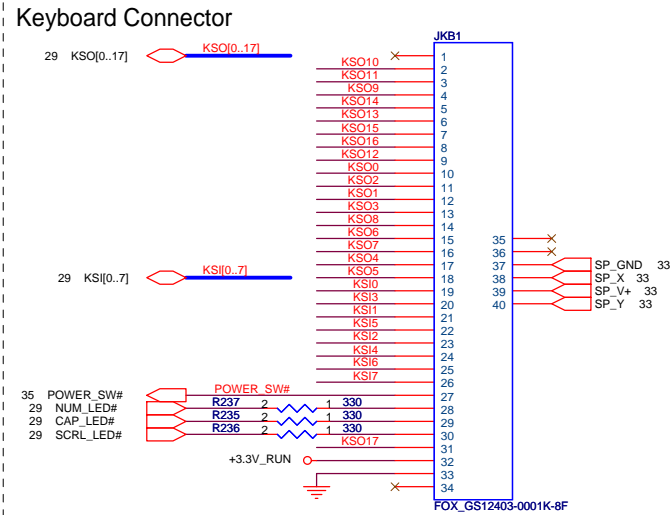 Keyboard Connector
JKB1
29 KSO[0..17] KSO[0..17]
1
KSO10 2
KSO11 3
KSO9 4
KSO14 5
KSO13 6
KSO15 7
KSO16 8
KSO12 9
KSO0 10
KSO2 11
KSO1 12
KSO3 13
KSO8 14
KSO6 15 35
KSO7 16 36
KSO4 17 37 SP_GND 33
29 KSI[0..7] KSI[0..7] KSO5 18 38 SP_X 33
KSI0 19 39 SP_V+ 33
KSI3 20 40 SP_Y 33
KSI1 21
KSI5 22
KSI2 23
KSI4 24
KSI6 25
KSI7 26
35 POWER_SW# POWER_SW# 27
29 NUM_LED# R237 2 1 330 28
29 CAP_LED# R235 2 1 330 29
29 SCRL_LED# R236 2 1 330 30
KSO17 31
+3.3V_RUN 32
33
34
FOX_GS12403-0001K-8F